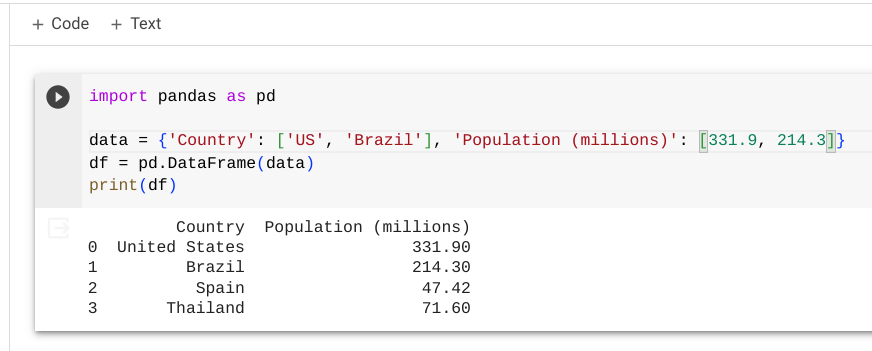 + Code + Text
import pandas as pd
data = {'Country': ['US', 'Brazil'], 'Population (millions)': [331.9, 214.3]}
df = pd.DataFrame(data)
print(df)
Country Population (millions)
0 United States 331.90
1 Brazil 214.30
2 Spain 47.42
3 Thailand 71.60